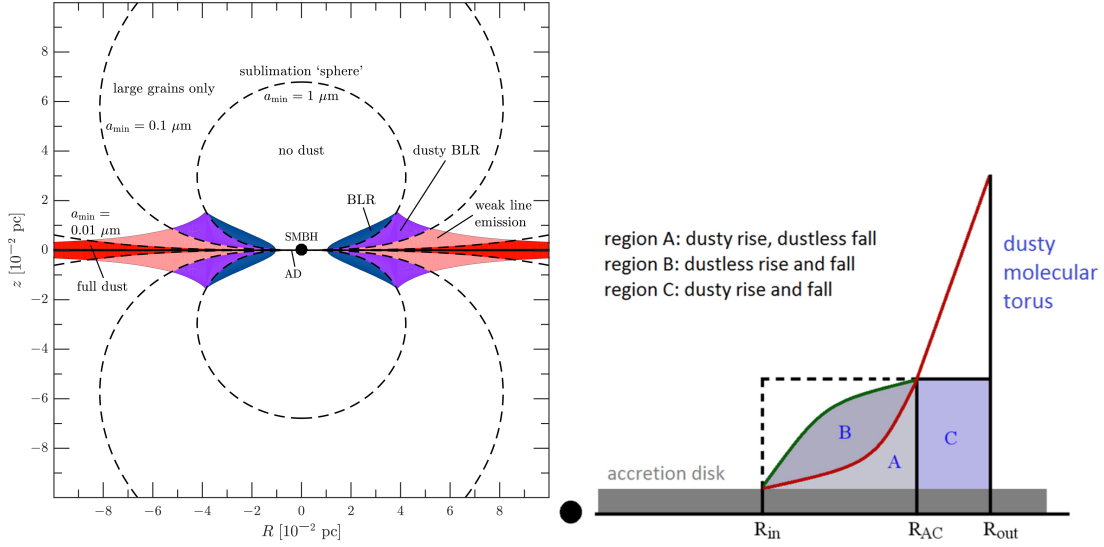 8
6
4
2
0
−2
−4
−6
−8
z [10⁻² pc]
sublimation ‘sphere’
large grains only
a_min = 1 μm
a_min = 0.1 μm
no dust
dusty BLR
BLR
weak line
emission
a_min =
0.01 μm
SMBH
AD
full dust
−8 −6 −4 −2 0 2 4 6 8
R [10⁻² pc]
region A: dusty rise, dustless fall
region B: dustless rise and fall
region C: dusty rise and fall
dusty
molecular
torus
B
A
C
accretion disk
R_in
R_AC
R_out